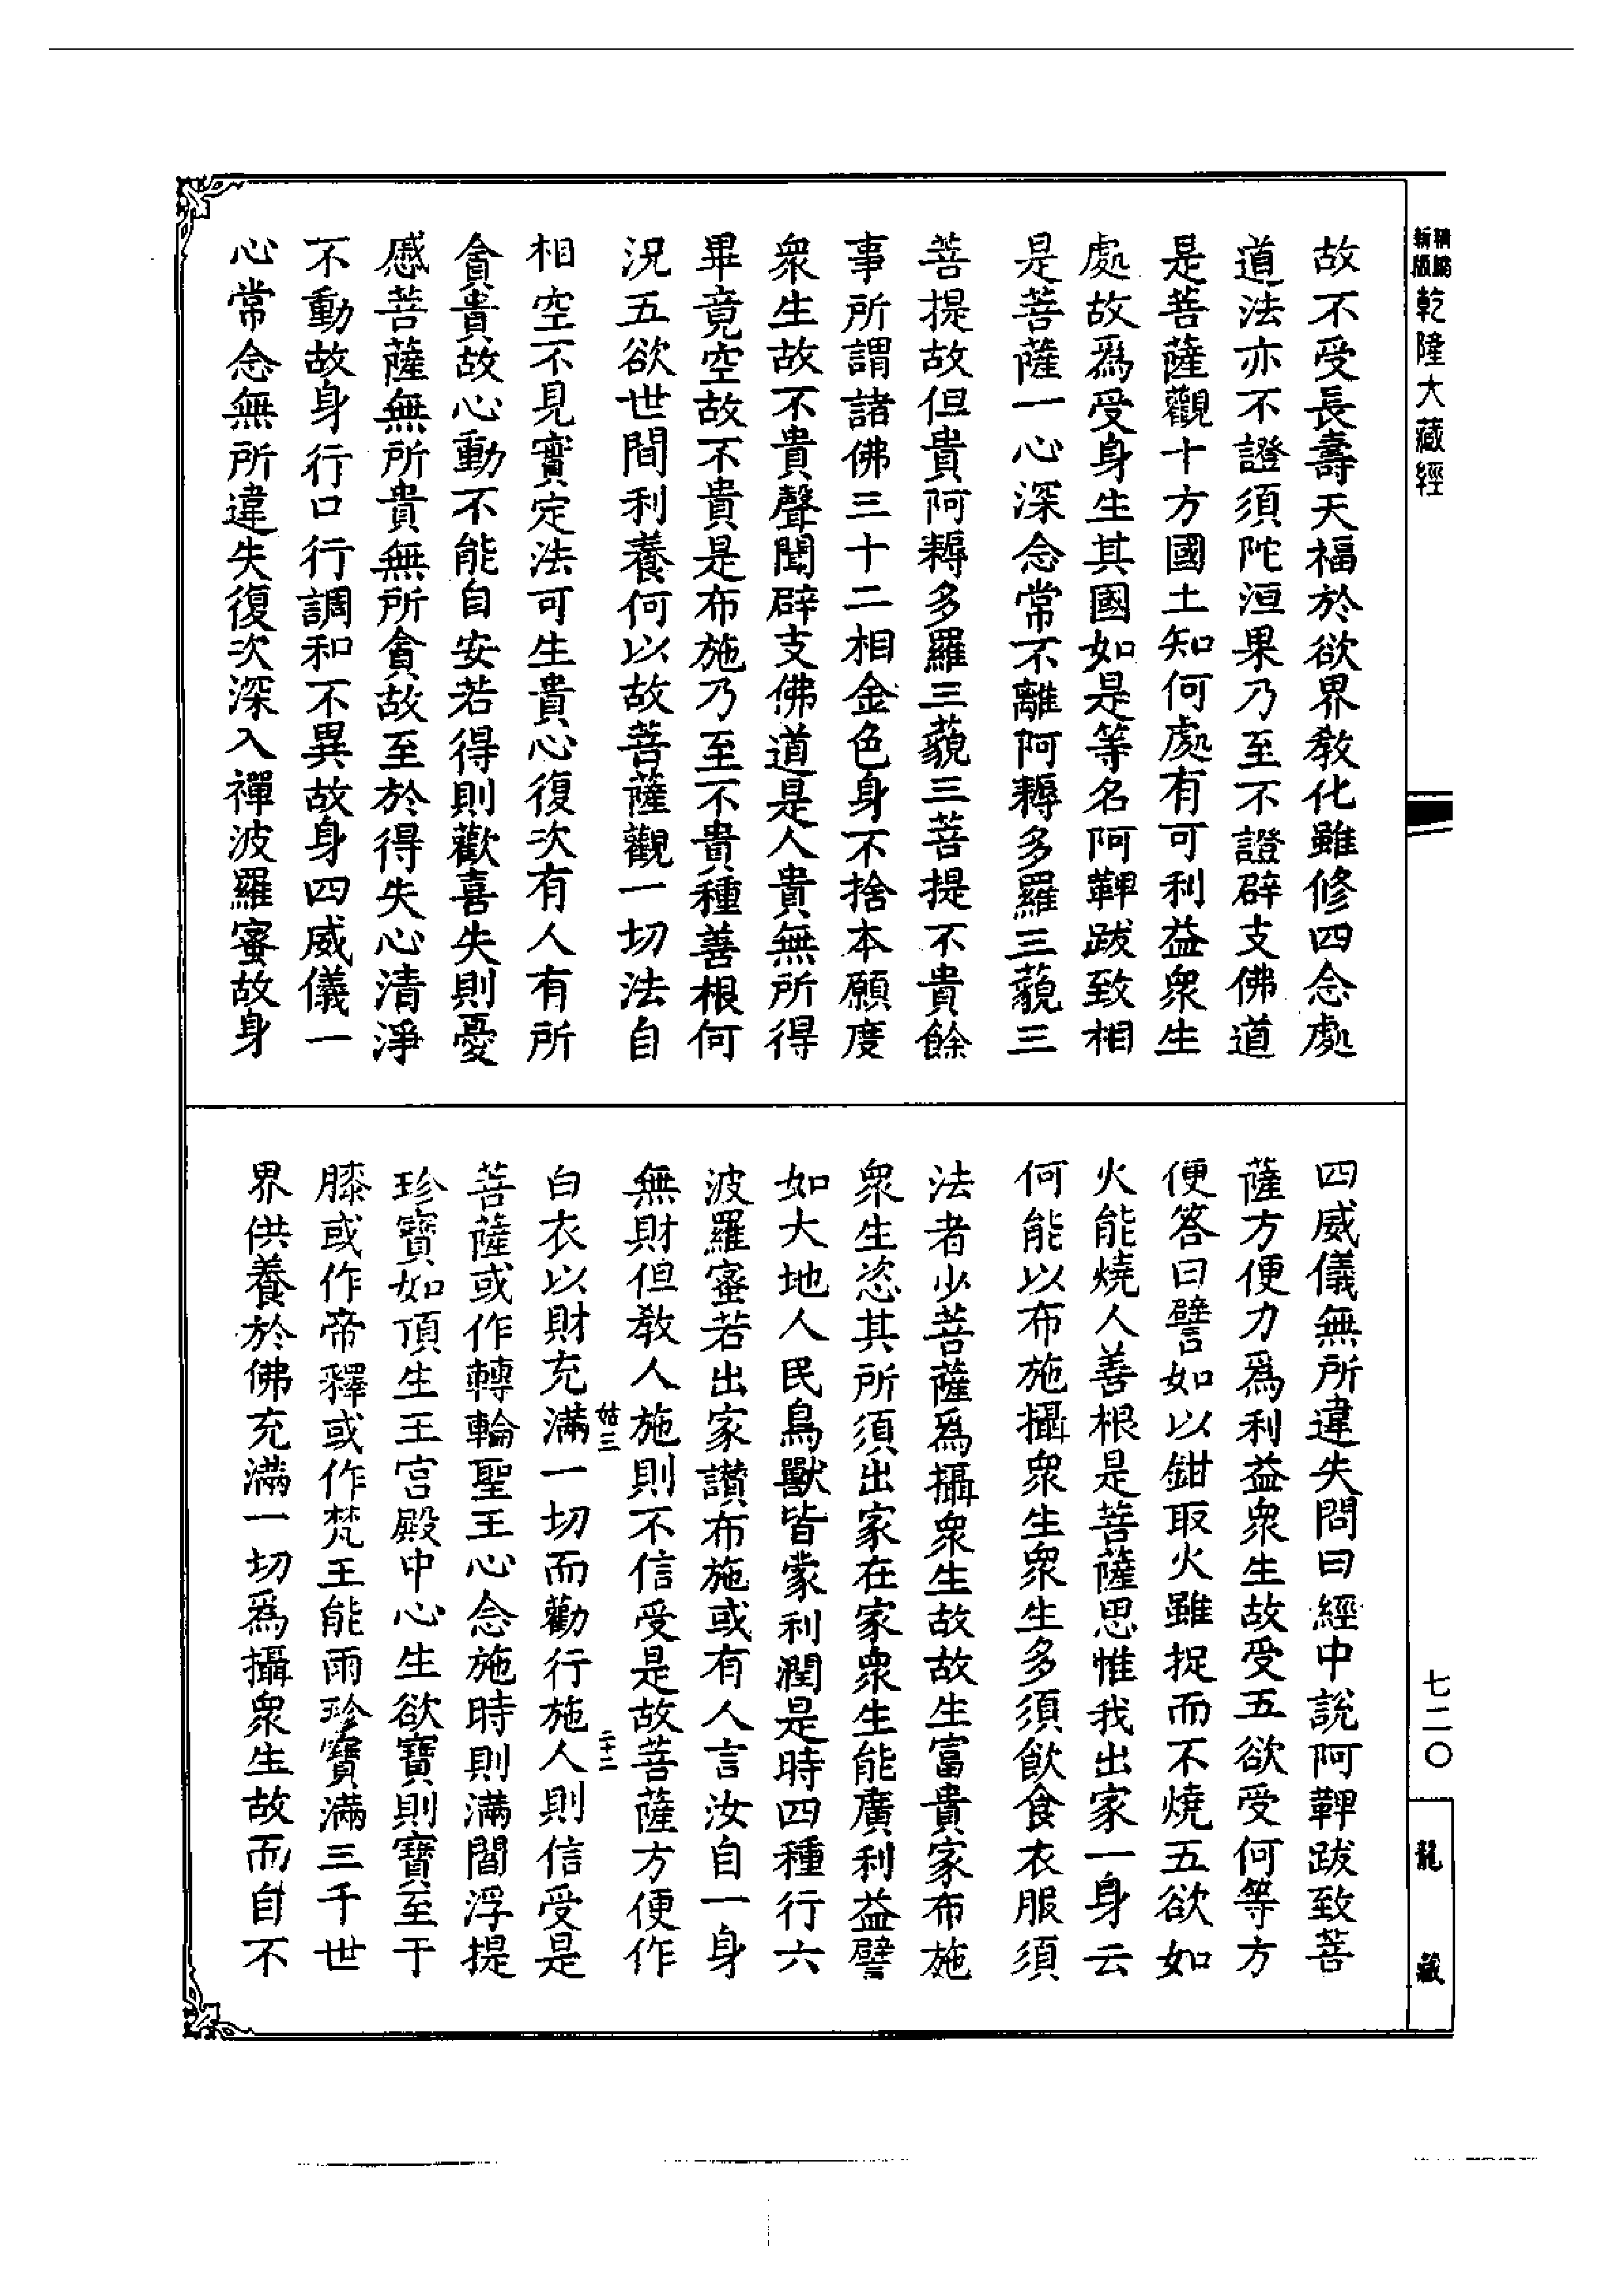 精編新版乾隆大藏經
七二〇
龍藏
故不受長壽天福於欲界教化雖修四念處
道法亦不證須陀洹果乃至不證辟支佛道
是菩薩觀十方國土知何處有可利益衆生
處故爲受身生其國如是等名阿鞞跋致相
是菩薩一心深念常不離阿耨多羅三藐三
菩提故但貴阿耨多羅三藐三菩提不貴餘
事所謂諸佛三十二相金色身不捨本願度
衆生故不貴聲聞辟支佛道是人貴無所得
畢竟空故不貴是布施乃至不貴種善根何
況五欲世間利養何以故菩薩觀一切法自
相空不見實定法可生貴心復次有人有所
貪貴故心動不能自安若得則歡喜失則憂
慼菩薩無所貴無所貪故至於得失心清淨
不動故身行口行調和不異故身四威儀一
心常念無所違失復次深入禪波羅蜜故身
四威儀無所違失問曰經中說阿鞞跋致菩
薩方便力爲利益衆生故受五欲受何等方
便答曰譬如以鉗取火雖捉而不燒五欲如
火能燒人善根是菩薩思惟我出家一身云
何能以布施攝衆生衆生多須飲食衣服須
法者少菩薩爲攝衆生故故生富貴家布施
衆生恣其所須出家在家衆生能廣利益譬
如大地人民鳥獸皆蒙利潤是時四種行六
波羅蜜若出家讚布施或有人言汝自一身
無財但教人施則不信受是故菩薩方便作
姑三
二十二
白衣以財充滿一切而勸行施人則信受是
菩薩或作轉輪聖王心念施時則滿閻浮提
珍寶如頂生王宮殿中心生欲寶則寶至于
膝或作帝釋或作梵王能雨珍寶滿三千世
界供養於佛充滿一切爲攝衆生故而自不